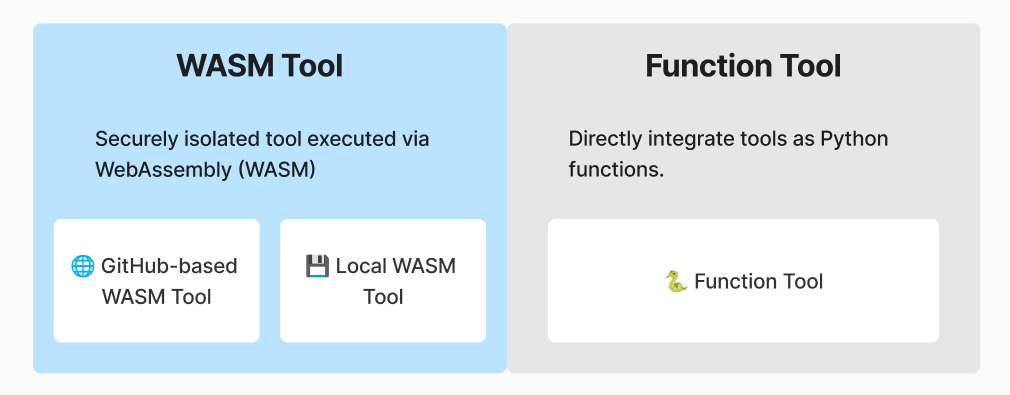 WASM Tool
Securely isolated tool executed via
WebAssembly (WASM)
🌐 GitHub-based
WASM Tool
💾 Local WASM
Tool
Function Tool
Directly integrate tools as Python
functions.
🐍 Function Tool